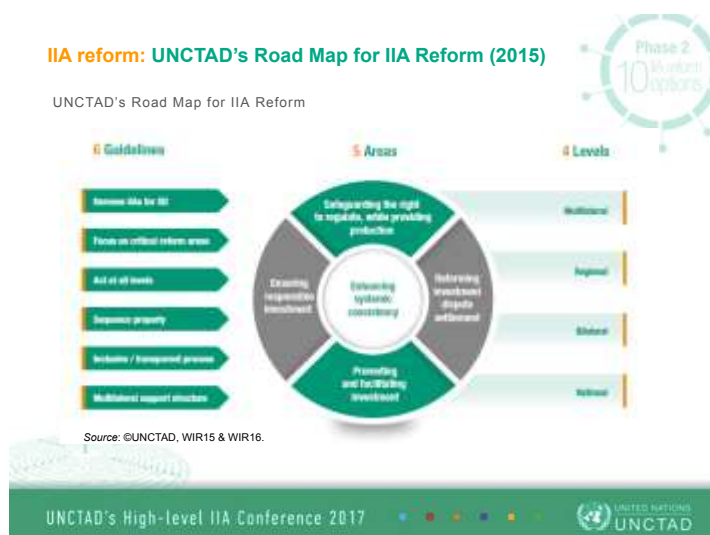 IIA reform: UNCTAD's Road Map for IIA Reform (2015)
Phase 2
10 IIA reform
options
UNCTAD's Road Map for IIA Reform
6 Guidelines
5 Areas
4 Levels
Harness IIAs for SD
Focus on critical reform areas
Act at all levels
Sequence properly
Inclusive / transparent process
Multilateral support structure
Safeguarding the right
to regulate, while providing
protection
Ensuring
responsible
investment
Enhancing
systemic
consistency
Reforming
investment
dispute
settlement
Promoting
and facilitating
investment
Multilateral
Regional
Bilateral
National
Source: ©UNCTAD, WIR15 & WIR16.
UNCTAD's High-level IIA Conference 2017
UNITED NATIONS
UNCTAD